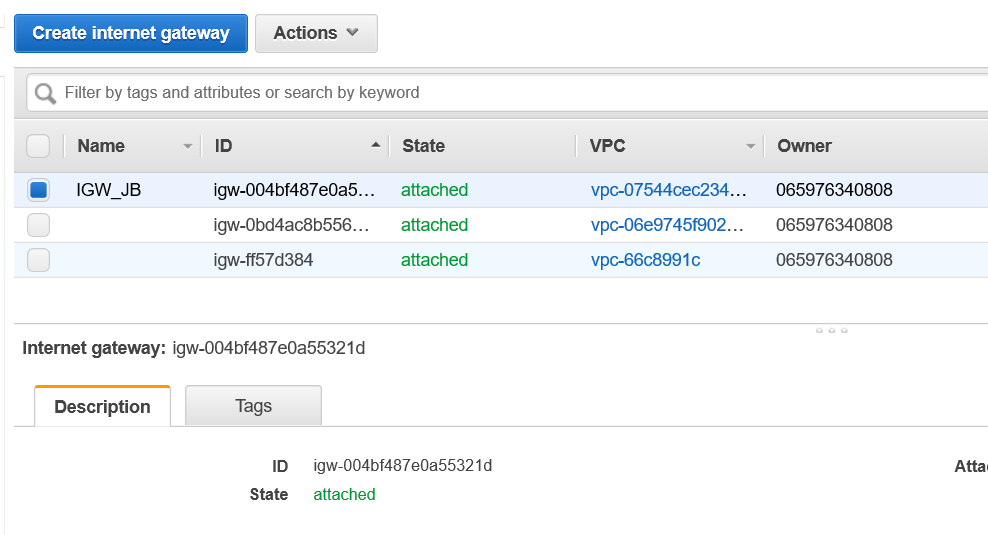 Create internet gateway Actions
Filter by tags and attributes or search by keyword
Name ID State VPC Owner
IGW_JB igw-004bf487e0a5... attached vpc-07544cec234... 065976340808
igw-0bd4ac8b556... attached vpc-06e9745f902... 065976340808
igw-ff57d384 attached vpc-66c8991c 065976340808
Internet gateway: igw-004bf487e0a55321d
Description Tags
ID igw-004bf487e0a55321d Atta
State attached